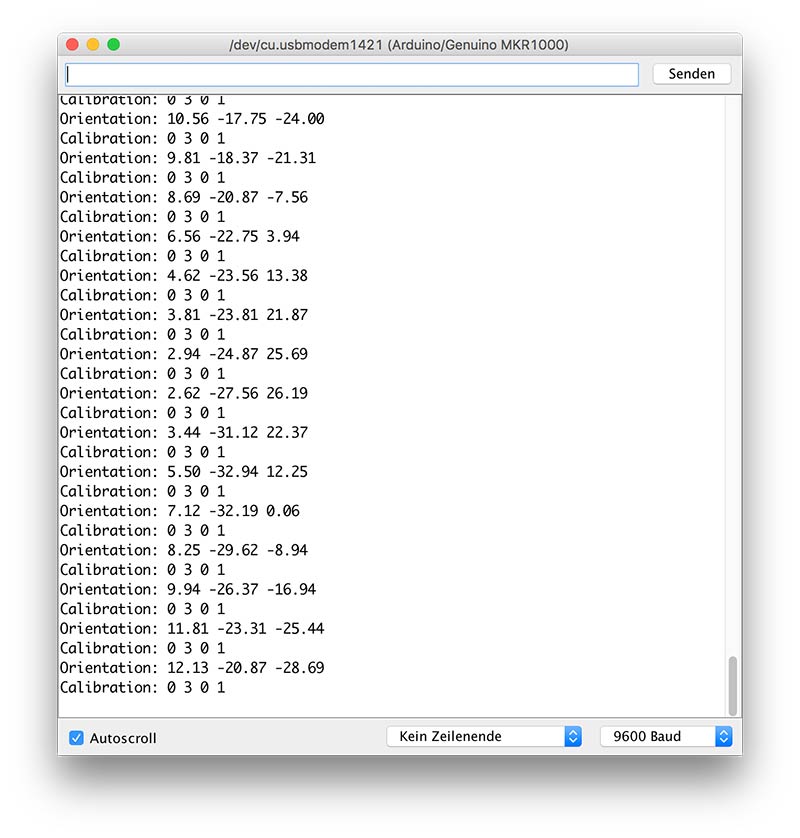 /dev/cu.usbmodem1421 (Arduino/Genuino MKR1000)
Senden
Calibration: 0 3 0 1
Orientation: 10.56 -17.75 -24.00
Calibration: 0 3 0 1
Orientation: 9.81 -18.37 -21.31
Calibration: 0 3 0 1
Orientation: 8.69 -20.87 -7.56
Calibration: 0 3 0 1
Orientation: 6.56 -22.75 3.94
Calibration: 0 3 0 1
Orientation: 4.62 -23.56 13.38
Calibration: 0 3 0 1
Orientation: 3.81 -23.81 21.87
Calibration: 0 3 0 1
Orientation: 2.94 -24.87 25.69
Calibration: 0 3 0 1
Orientation: 2.62 -27.56 26.19
Calibration: 0 3 0 1
Orientation: 3.44 -31.12 22.37
Calibration: 0 3 0 1
Orientation: 5.50 -32.94 12.25
Calibration: 0 3 0 1
Orientation: 7.12 -32.19 0.06
Calibration: 0 3 0 1
Orientation: 8.25 -29.62 -8.94
Calibration: 0 3 0 1
Orientation: 9.94 -26.37 -16.94
Calibration: 0 3 0 1
Orientation: 11.81 -23.31 -25.44
Calibration: 0 3 0 1
Orientation: 12.13 -20.87 -28.69
Calibration: 0 3 0 1
Autoscroll
Kein Zeilenende
9600 Baud